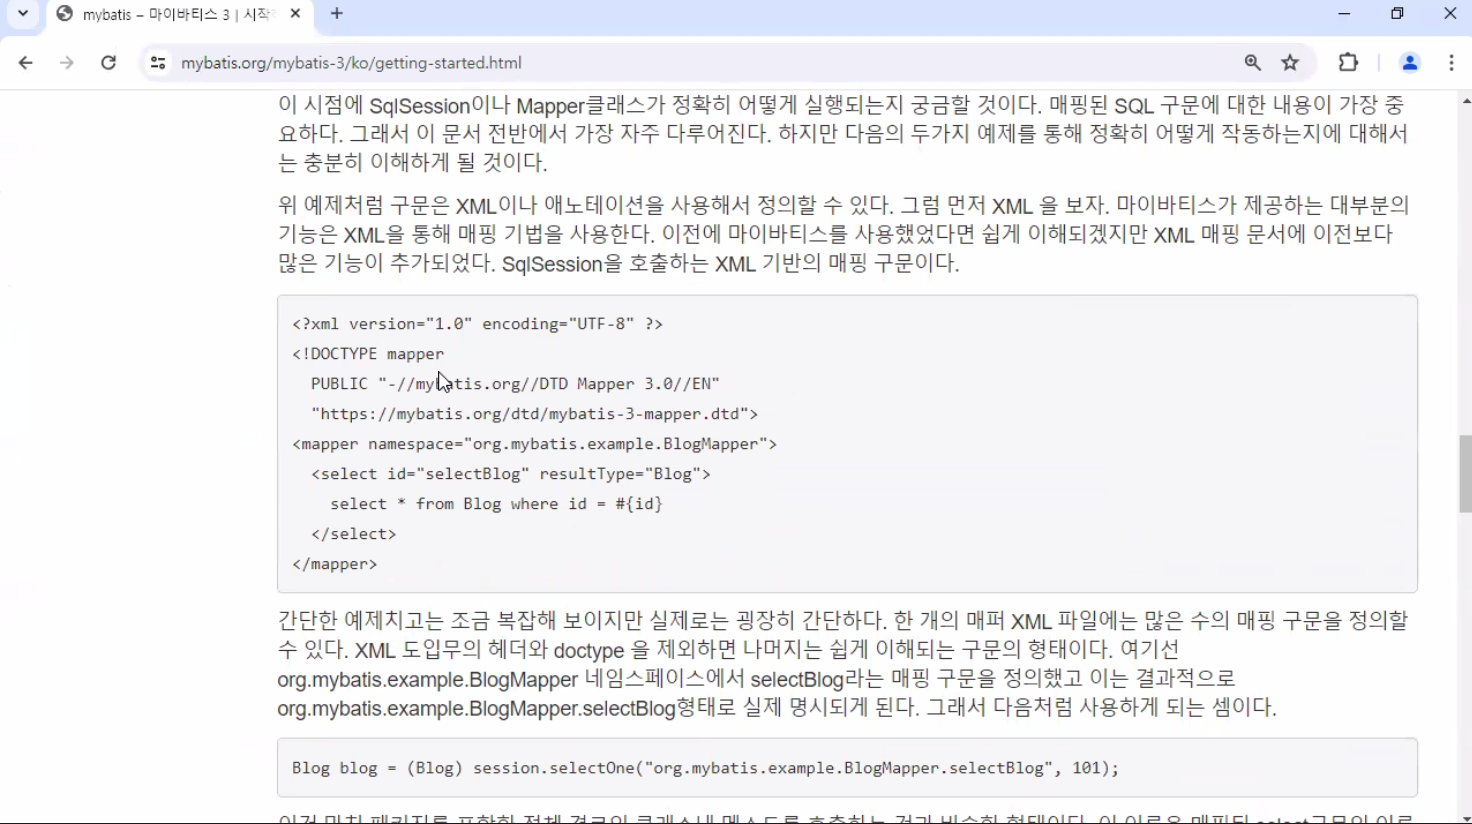 mybatis – 마이바티스 3 | 시작
mybatis.org/mybatis-3/ko/getting-started.html
이 시점에 SqlSession이나 Mapper클래스가 정확히 어떻게 실행되는지 궁금할 것이다. 매핑된 SQL 구문에 대한 내용이 가장 중
요하다. 그래서 이 문서 전반에서 가장 자주 다루어진다. 하지만 다음의 두가지 예제를 통해 정확히 어떻게 작동하는지에 대해서
는 충분히 이해하게 될 것이다.
위 예제처럼 구문은 XML이나 애노테이션을 사용해서 정의할 수 있다. 그럼 먼저 XML 을 보자. 마이바티스가 제공하는 대부분의
기능은 XML을 통해 매핑 기법을 사용한다. 이전에 마이바티스를 사용했었다면 쉽게 이해되겠지만 XML 매핑 문서에 이전보다
많은 기능이 추가되었다. SqlSession을 호출하는 XML 기반의 매핑 구문이다.
<?xml version="1.0" encoding="UTF-8" ?>
<!DOCTYPE mapper
PUBLIC "-//mybatis.org//DTD Mapper 3.0//EN"
"https://mybatis.org/dtd/mybatis-3-mapper.dtd">
<mapper namespace="org.mybatis.example.BlogMapper">
<select id="selectBlog" resultType="Blog">
select * from Blog where id = #{id}
</select>
</mapper>
간단한 예제치고는 조금 복잡해 보이지만 실제로는 굉장히 간단하다. 한 개의 매퍼 XML 파일에는 많은 수의 매핑 구문을 정의할
수 있다. XML 도입무의 헤더와 doctype 을 제외하면 나머지는 쉽게 이해되는 구문의 형태이다. 여기선
org.mybatis.example.BlogMapper 네임스페이스에서 selectBlog라는 매핑 구문을 정의했고 이는 결과적으로
org.mybatis.example.BlogMapper.selectBlog형태로 실제 명시되게 된다. 그래서 다음처럼 사용하게 되는 셈이다.
Blog blog = (Blog) session.selectOne("org.mybatis.example.BlogMapper.selectBlog", 101);